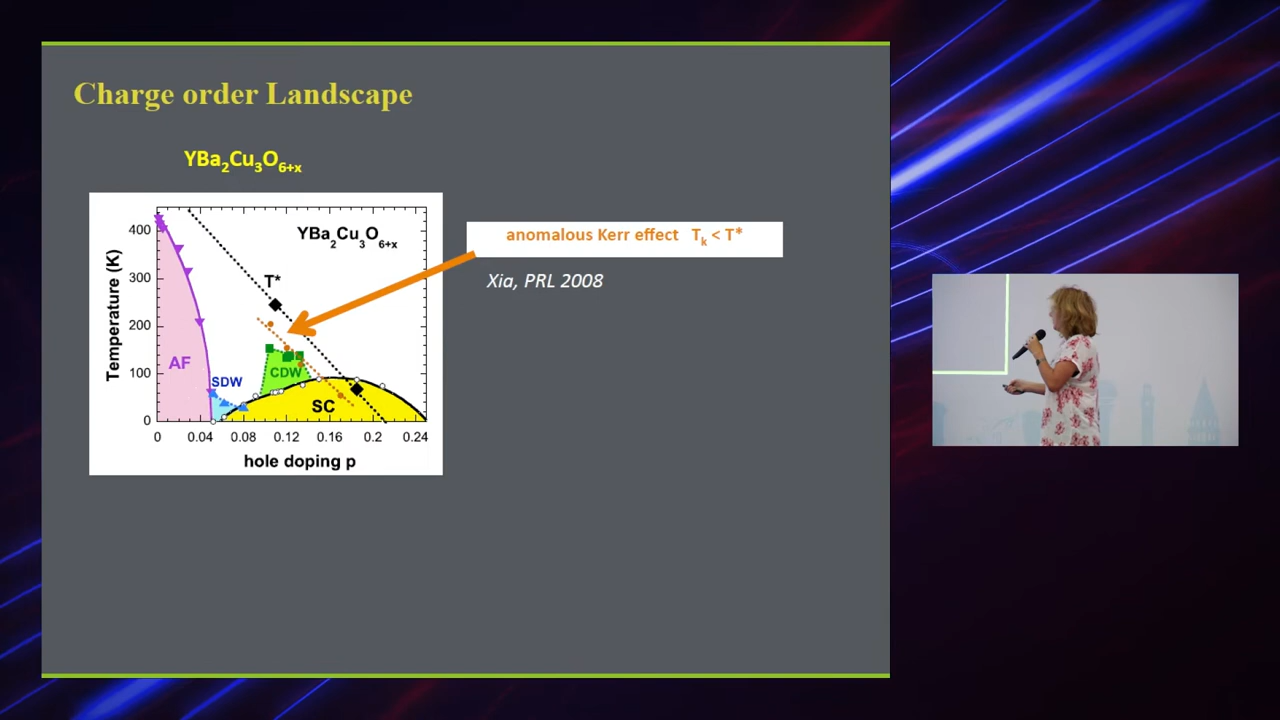 Charge order Landscape
YBa₂Cu₃O₆₊ₓ
anomalous Kerr effect Tₖ < T*
Xia, PRL 2008
YBa₂Cu₃O₆₊ₓ
T*
AF
SDW
CDW
SC
Temperature (K)
400
300
200
100
0
0 0.04 0.08 0.12 0.16 0.2 0.24
hole doping p